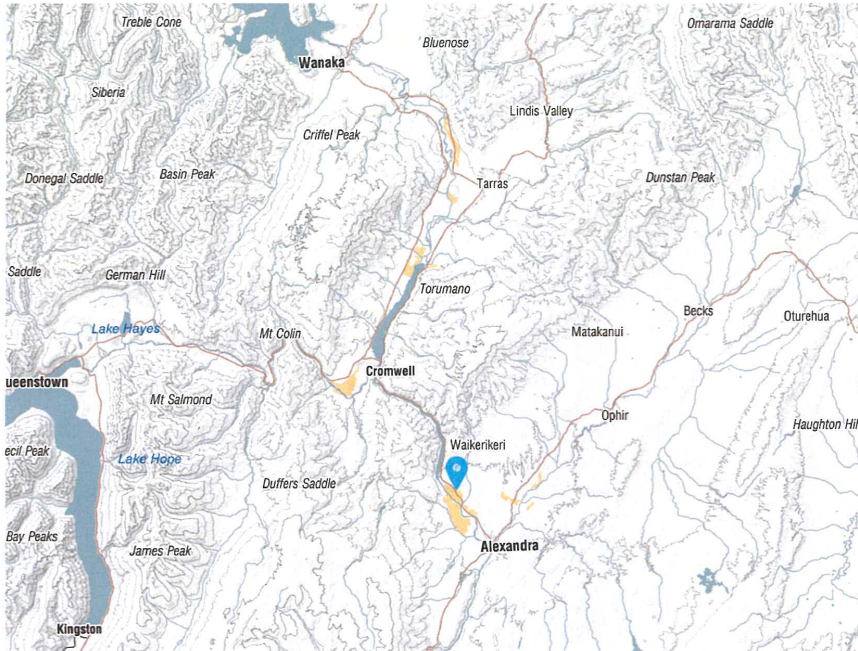 Treble Cone
Omarama Saddle
Bluenose
Wanaka
Siberia
Lindis Valley
Criffel Peak
Donegal Saddle
Basin Peak
Tarras
Dunstan Peak
Saddle
German Hill
Torumano
Lake Hayes
Mt Colin
Matakanui
Becks
Oturehua
Cromwell
ueenstown
Mt Salmond
Ophir
Haughton Hil
ecil Peak
Lake Hope
Waikerikeri
Duffers Saddle
Bay Peaks
James Peak
Alexandra
Kingston